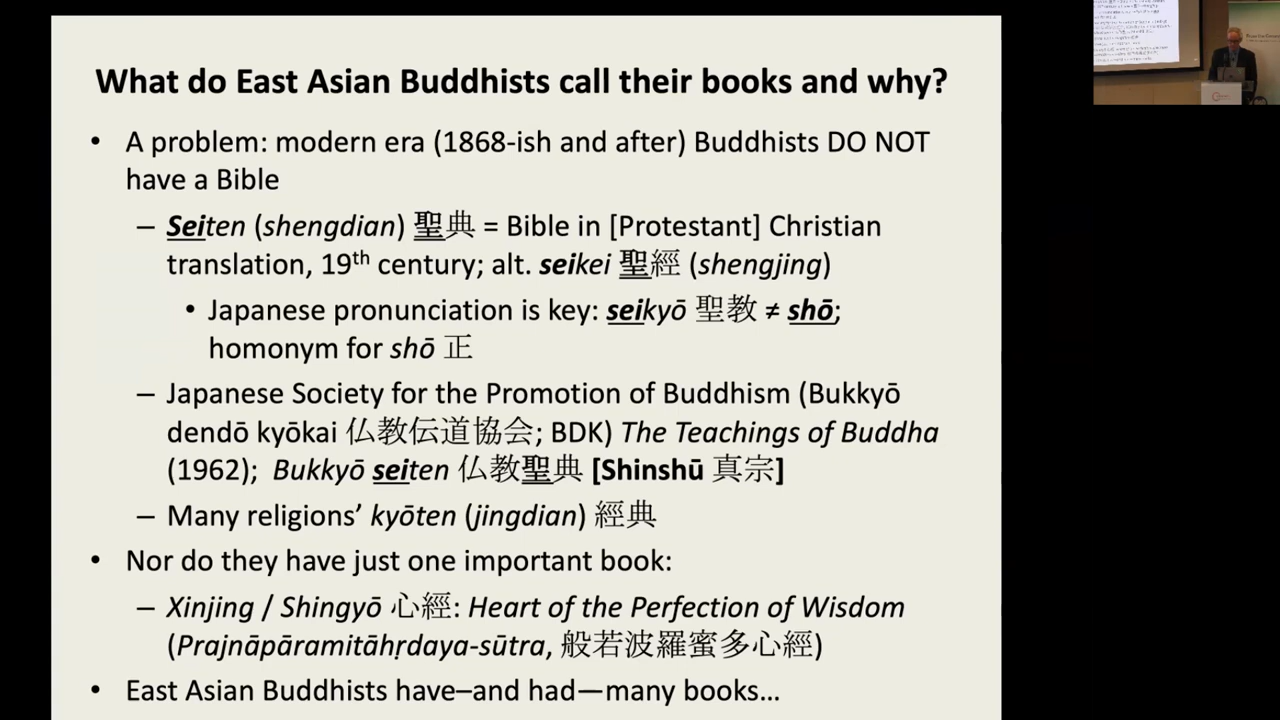 What do East Asian Buddhists call their books and why?
• A problem: modern era (1868-ish and after) Buddhists DO NOT
have a Bible
– Seiten (shengdian) 聖典 = Bible in [Protestant] Christian
translation, 19th century; alt. seikei 聖經 (shengjing)
• Japanese pronunciation is key: seikyō 聖教 ≠ shō;
homonym for shō 正
– Japanese Society for the Promotion of Buddhism (Bukkyō
dendō kyōkai 仏教伝道協会; BDK) The Teachings of Buddha
(1962); Bukkyō seiten 仏教聖典 [Shinshū 真宗]
– Many religions’ kyōten (jingdian) 經典
• Nor do they have just one important book:
– Xinjing / Shingyō 心經: Heart of the Perfection of Wisdom
(Prajnāpāramitāhṛdaya-sūtra, 般若波羅蜜多心經)
• East Asian Buddhists have–and had—many books…